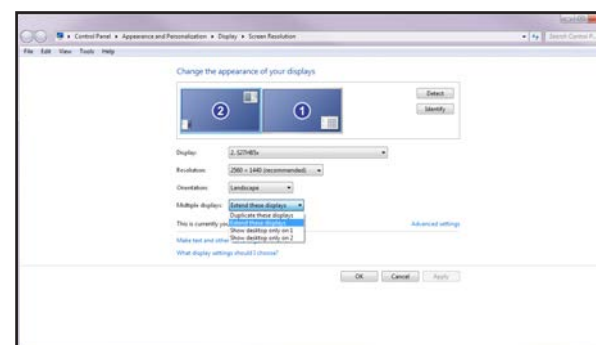 Control Panel ▸ Appearance and Personalization ▸ Display ▸ Screen Resolution
Search Control P...
File Edit View Tools Help
Change the appearance of your displays
2 1
Detect
Identify
Display:
Resolution: 2560 × 1440 (recommended)
Orientation: Landscape
Multiple displays: Extend these displays
Duplicate these displays
Extend these displays
Show desktop only on 1
Show desktop only on 2
This is currently yo
Advanced settings
Make text and other
What display settings should I choose?
OK Cancel Apply